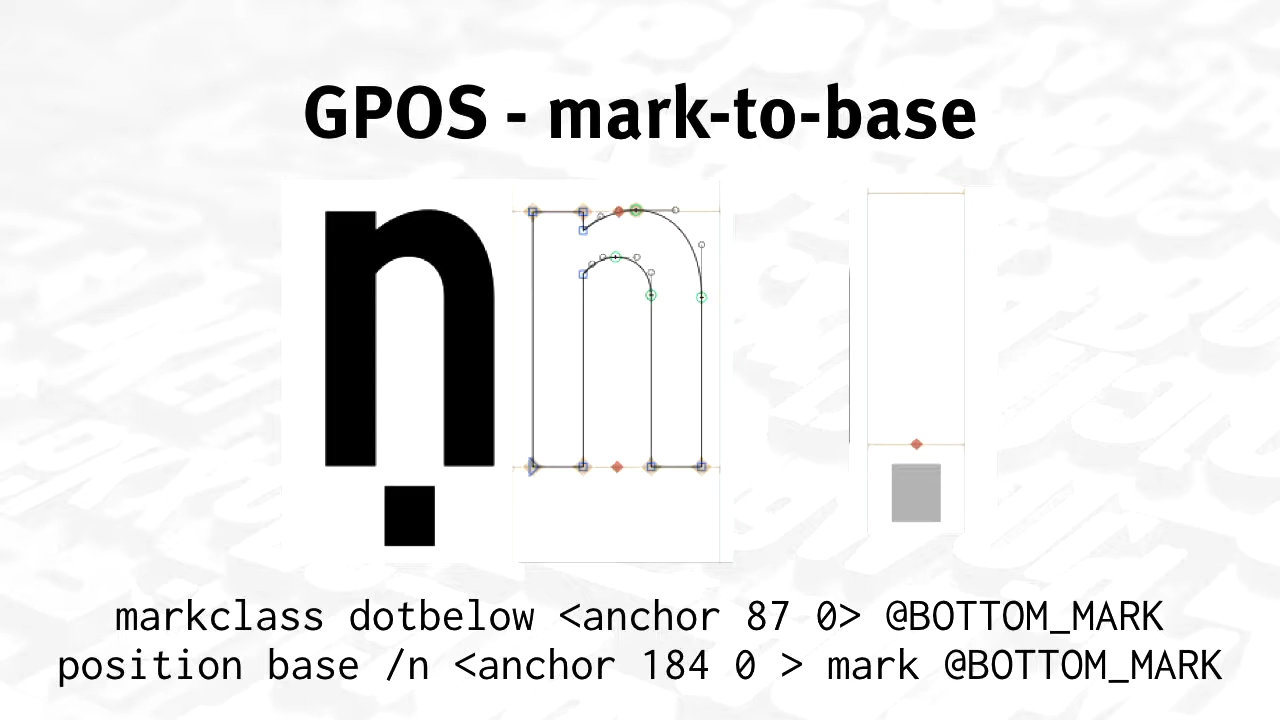 GPOS - mark-to-base
ṇ
markclass dotbelow <anchor 87 0> @BOTTOM_MARK
position base /n <anchor 184 0 > mark @BOTTOM_MARK